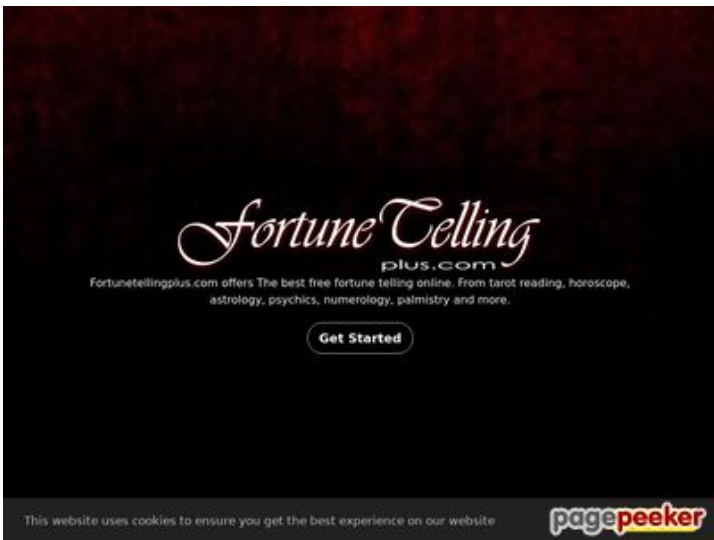 Fortune Telling
plus.com
Fortunetellingplus.com offers The best free fortune telling online. From tarot reading, horoscope,
astrology, psychics, numerology, palmistry and more.
Get Started
This website uses cookies to ensure you get the best experience on our website
pagepeeker